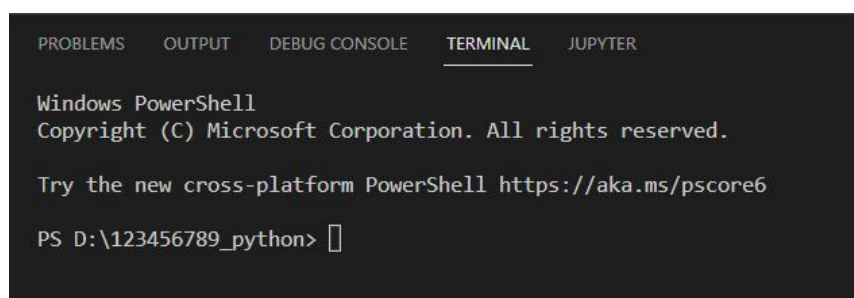 PROBLEMS OUTPUT DEBUG CONSOLE TERMINAL JUPYTER
Windows PowerShell
Copyright (C) Microsoft Corporation. All rights reserved.
Try the new cross-platform PowerShell https://aka.ms/pscore6
PS D:\123456789_python>